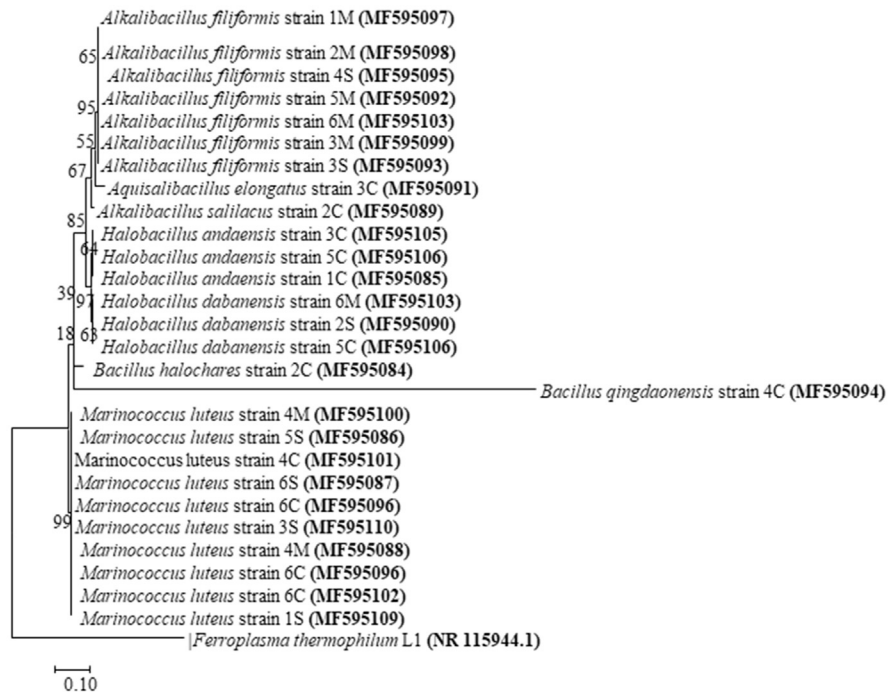 Alkalibacillus filiformis strain 1M (MF595097)
65
Alkalibacillus filiformis strain 2M (MF595098)
Alkalibacillus filiformis strain 4S (MF595095)
95
Alkalibacillus filiformis strain 5M (MF595092)
Alkalibacillus filiformis strain 6M (MF595103)
55
Alkalibacillus filiformis strain 3M (MF595099)
67
Alkalibacillus filiformis strain 3S (MF595093)
Aquisalibacillus elongatus strain 3C (MF595091)
85
Alkalibacillus salilacus strain 2C (MF595089)
Halobacillus andaensis strain 3C (MF595105)
64
Halobacillus andaensis strain 5C (MF595106)
Halobacillus andaensis strain 1C (MF595085)
39
97
Halobacillus dabanensis strain 6M (MF595103)
Halobacillus dabanensis strain 2S (MF595090)
18
63
Halobacillus dabanensis strain 5C (MF595106)
Bacillus halochares strain 2C (MF595084)
Bacillus qingdaonensis strain 4C (MF595094)
Marinococcus luteus strain 4M (MF595100)
Marinococcus luteus strain 5S (MF595086)
Marinococcus luteus strain 4C (MF595101)
Marinococcus luteus strain 6S (MF595087)
Marinococcus luteus strain 6C (MF595096)
99
Marinococcus luteus strain 3S (MF595110)
Marinococcus luteus strain 4M (MF595088)
Marinococcus luteus strain 6C (MF595096)
Marinococcus luteus strain 6C (MF595102)
Marinococcus luteus strain 1S (MF595109)
|Ferroplasma thermophilum L1 (NR 115944.1)
0.10